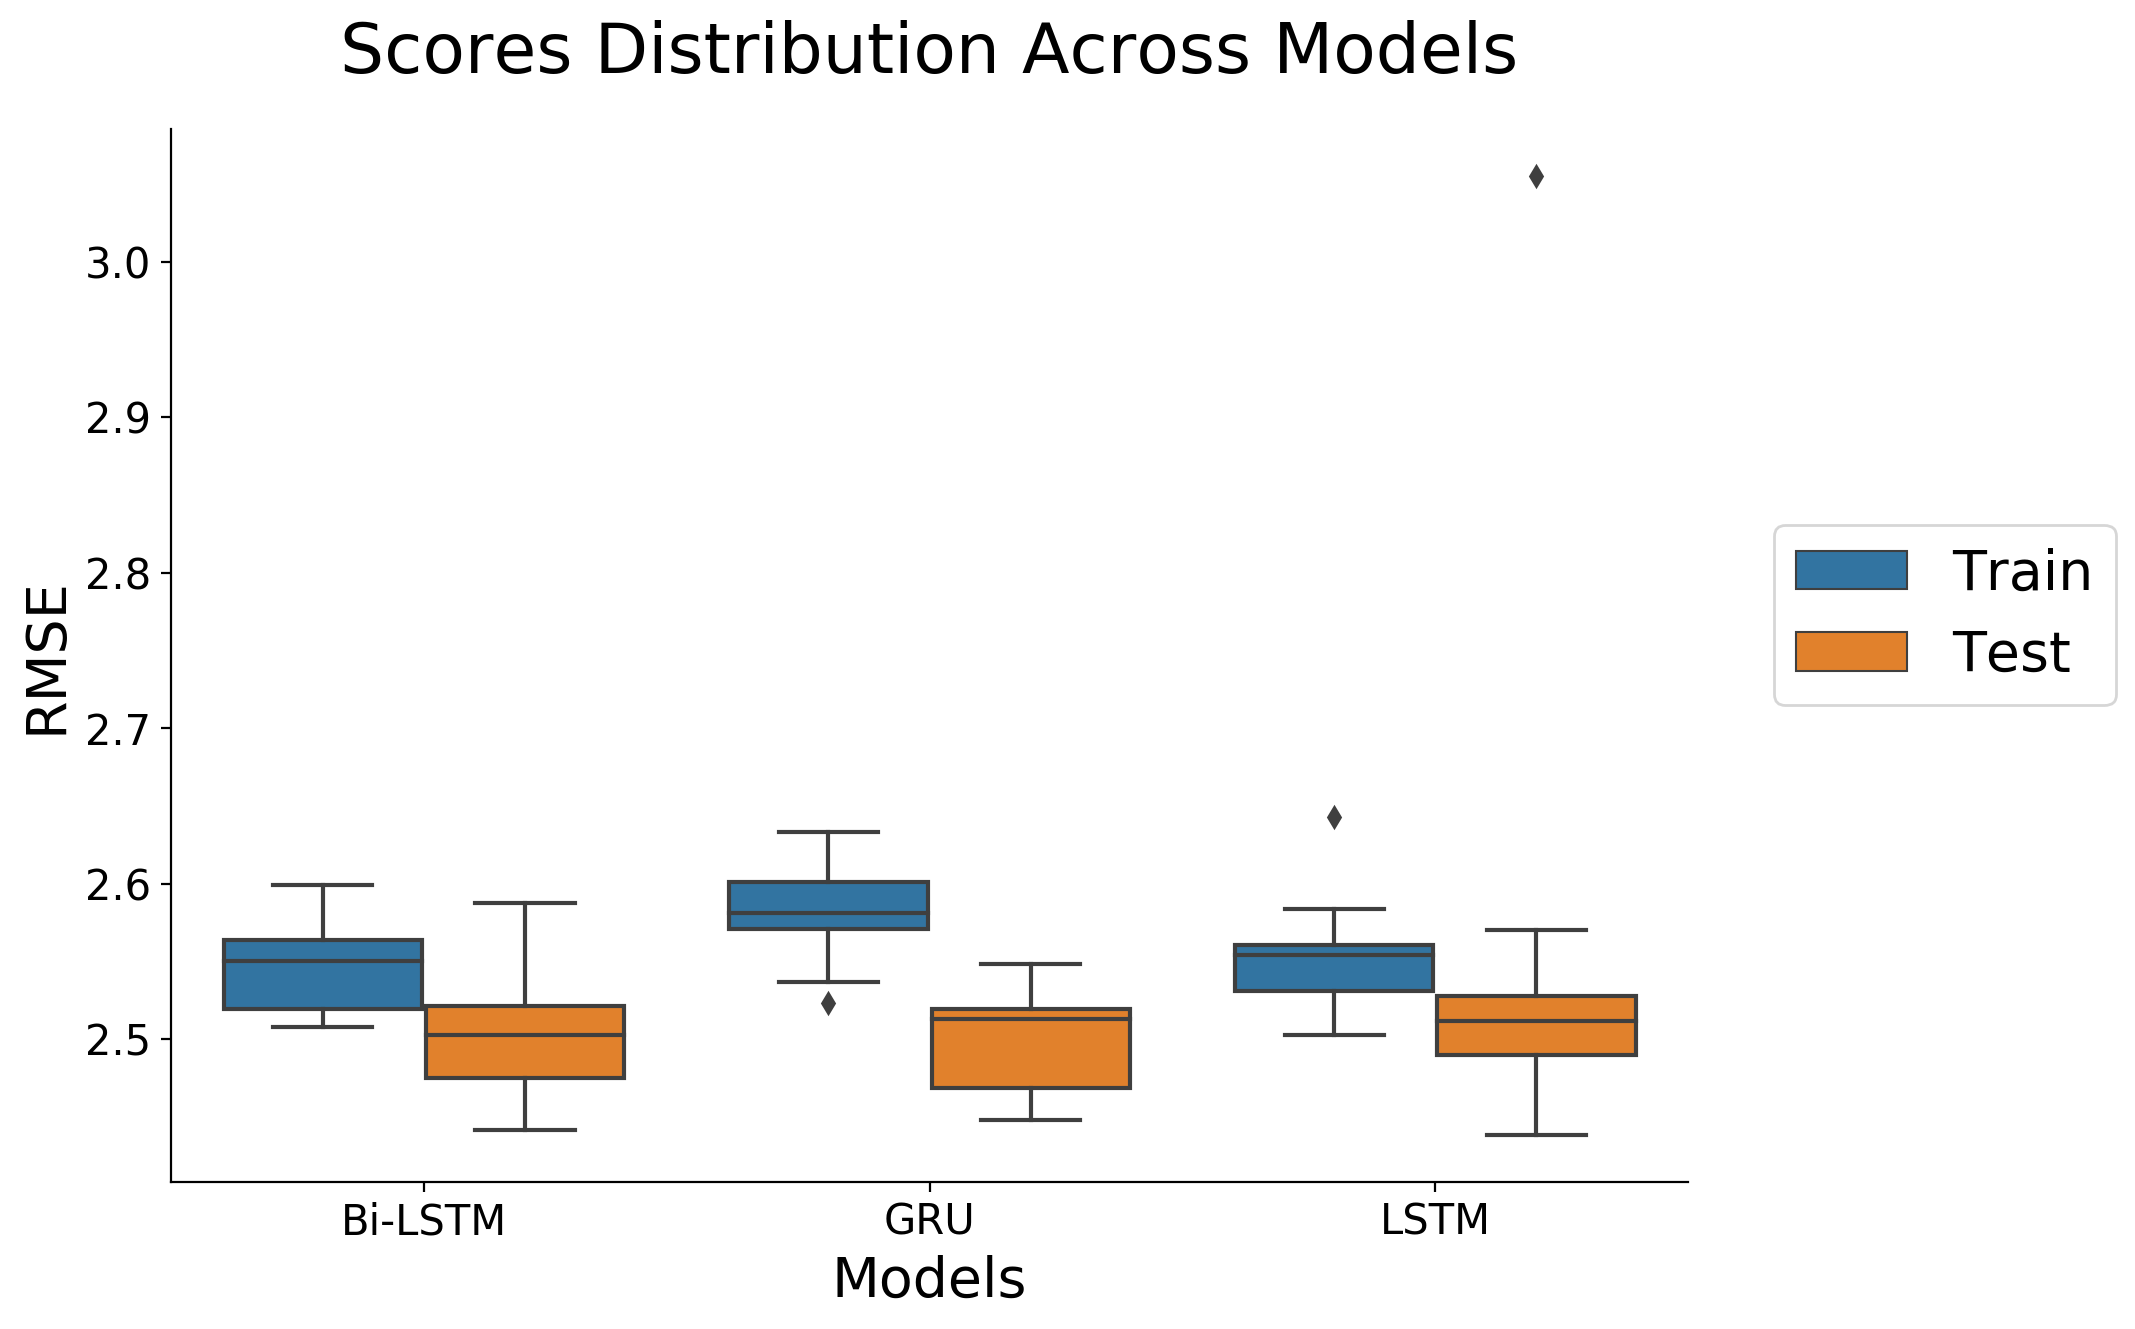 Scores Distribution Across Models
RMSE
3.0
2.9
2.8
2.7
2.6
2.5
Bi-LSTM
GRU
LSTM
Models
Train
Test